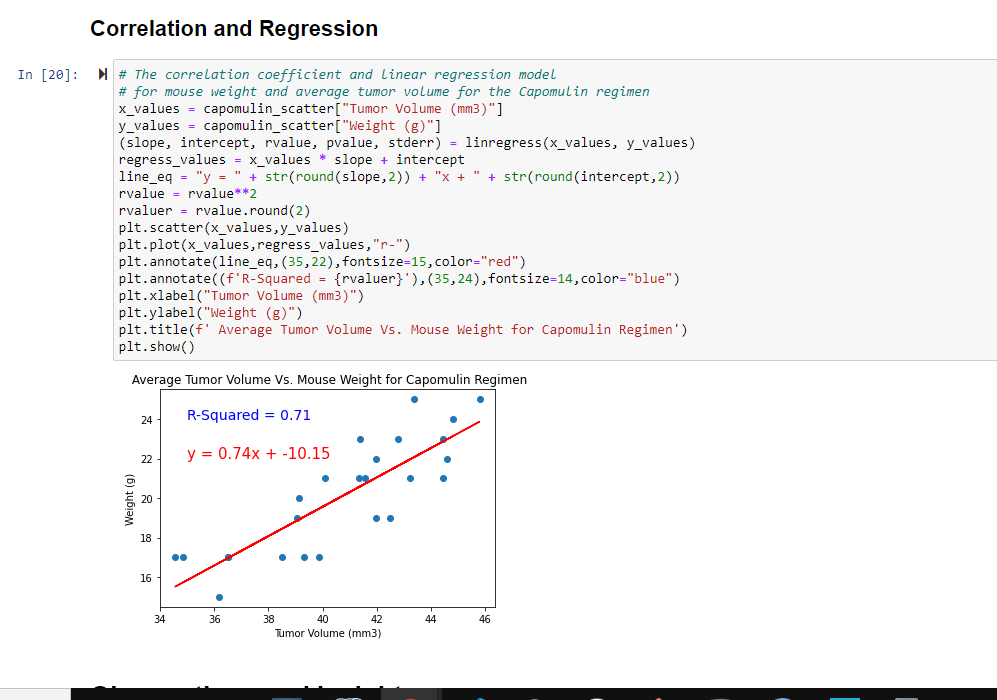 Correlation and Regression
In [20]:
# The correlation coefficient and linear regression model
# for mouse weight and average tumor volume for the Capomulin regimen
x_values = capomulin_scatter["Tumor Volume (mm3)"]
y_values = capomulin_scatter["Weight (g)"]
(slope, intercept, rvalue, pvalue, stderr) = linregress(x_values, y_values)
regress_values = x_values * slope + intercept
line_eq = "y = " + str(round(slope,2)) + "x + " + str(round(intercept,2))
rvalue = rvalue**2
rvaluer = rvalue.round(2)
plt.scatter(x_values,y_values)
plt.plot(x_values,regress_values,"r-")
plt.annotate(line_eq,(35,22),fontsize=15,color="red")
plt.annotate((f'R-Squared = {rvaluer}'),(35,24),fontsize=14,color="blue")
plt.xlabel("Tumor Volume (mm3)")
plt.ylabel("Weight (g)")
plt.title(f' Average Tumor Volume Vs. Mouse Weight for Capomulin Regimen')
plt.show()
Average Tumor Volume Vs. Mouse Weight for Capomulin Regimen
R-Squared = 0.71
y = 0.74x + -10.15
Weight (g)
24
22
20
18
16
34 36 38 40 42 44 46
Tumor Volume (mm3)